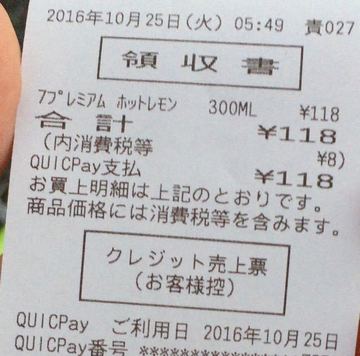 2016年10月25日(火) 05:49 責027
領収書
7プレミアム ホットレモン 300ML ¥118
合計 ¥118
(内消費税等 ¥8)
QUICPay支払 ¥118
お買上明細は上記のとおりです。
商品価格には消費税等を含みます。
クレジット売上票
(お客様控)
QUICPay ご利用日 2016年10月25日
QUICPay番号